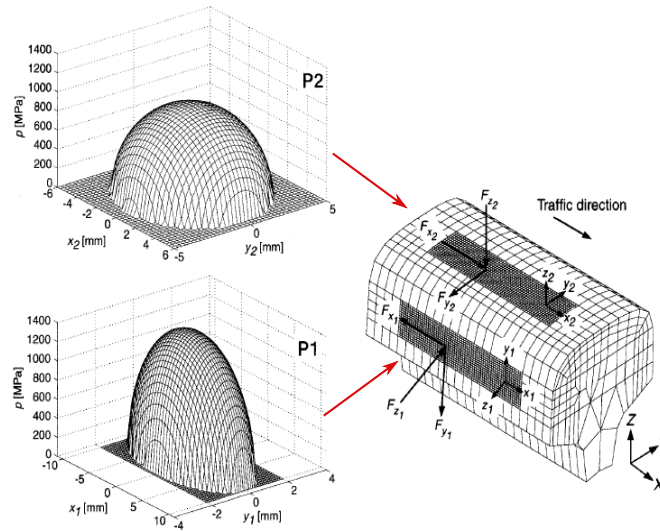 P2
p [MPa]
1400
1200
1000
800
600
400
200
0
-6
-4
-2
0
2
4
6
x2 [mm]
-5
0
5
y2 [mm]
P1
p [MPa]
1400
1200
1000
800
600
400
200
0
-10
-5
0
5
10
x1 [mm]
-4
-2
0
2
4
y1 [mm]
Traffic direction
Fz2
Fx2
Fy2
z2
y2
x2
Fx1
Fz1
Fy1
y1
x1
z1
Z
X